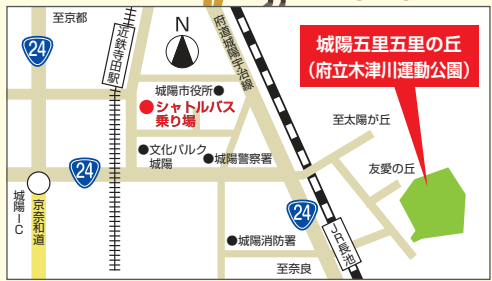 至京都
24
近鉄寺田駅
N
府道城陽宇治線
城陽五里五里の丘
(府立木津川運動公園)
城陽市役所
シャトルバス
乗り場
至太陽が丘
文化パルク
城陽
城陽警察署
友愛の丘
24
城陽IC
京奈和道
24
JR長池
城陽消防署
至奈良